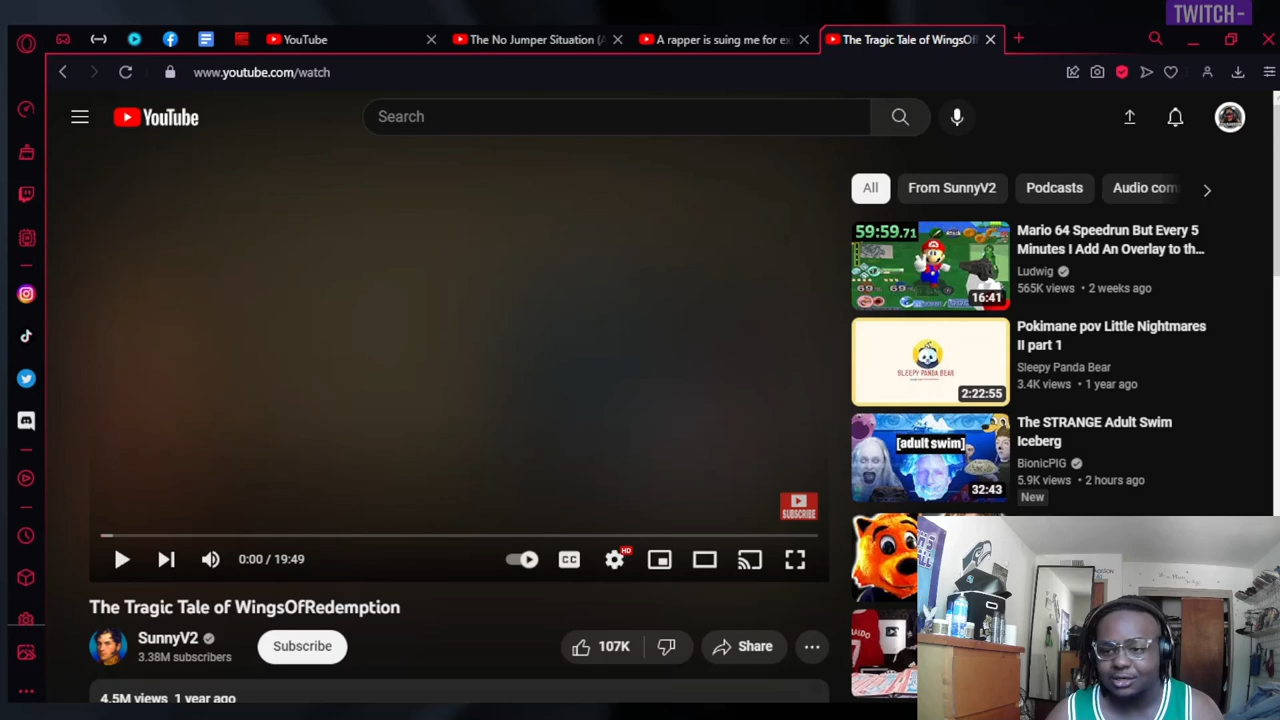 TWITCH -
YouTube
The No Jumper Situation (
A rapper is suing me for ex
The Tragic Tale of WingsOf
www.youtube.com/watch
YouTube
Search
All
From SunnyV2
Podcasts
Audio com
59:59.71
16:41
Mario 64 Speedrun But Every 5
Minutes I Add An Overlay to th...
Ludwig
565K views • 2 weeks ago
SLEEPY PANDA BEAR
2:22:55
Pokimane pov Little Nightmares
II part 1
Sleepy Panda Bear
3.4K views • 1 year ago
[adult swim]
32:43
The STRANGE Adult Swim
Iceberg
BionicPIG
5.9K views • 2 hours ago
New
SUBSCRIBE
0:00 / 19:49
CC
HD
The Tragic Tale of WingsOfRedemption
SunnyV2
3.38M subscribers
Subscribe
107K
Share
4.5M views 1 year ago